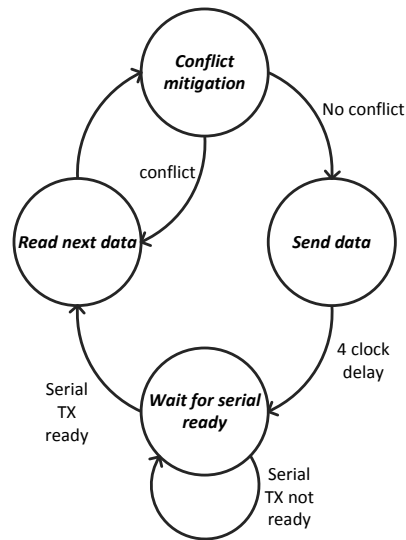 Conflict
mitigation
No conflict
conflict
Read next data
Send data
4 clock
delay
Serial
TX
ready
Wait for serial
ready
Serial
TX not
ready